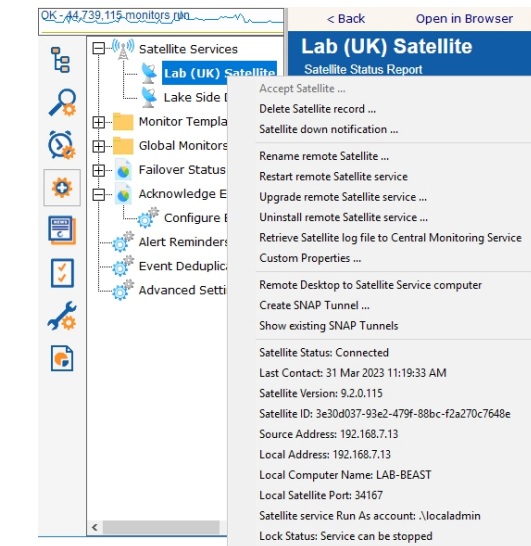 OK - 44,739,115 monitors run
< Back
Open in Browser
Lab (UK) Satellite
Satellite Status Report
Satellite Services
Lab (UK) Satellite
Lake Side
Monitor Templa
Global Monitors
Failover Status
Acknowledge E
Configure
Alert Reminders
Event Deduplic
Advanced Setti
Accept Satellite ...
Delete Satellite record ...
Satellite down notification ...
Rename remote Satellite ...
Restart remote Satellite service
Upgrade remote Satellite service ...
Uninstall remote Satellite service ...
Retrieve Satellite log file to Central Monitoring Service
Custom Properties ...
Remote Desktop to Satellite Service computer
Create SNAP Tunnel ...
Show existing SNAP Tunnels
Satellite Status: Connected
Last Contact: 31 Mar 2023 11:19:33 AM
Satellite Version: 9.2.0.115
Satellite ID: 3e30d037-93e2-479f-88bc-f2a270c7648e
Source Address: 192.168.7.13
Local Address: 192.168.7.13
Local Computer Name: LAB-BEAST
Local Satellite Port: 34167
Satellite service Run As account: .\localadmin
Lock Status: Service can be stopped